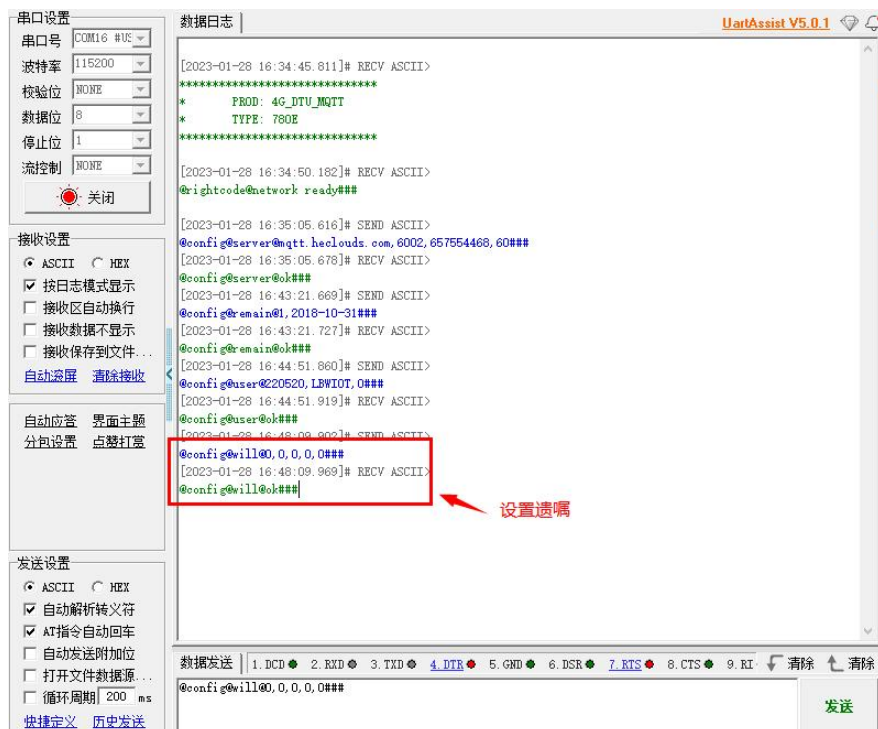 串口设置
串口号 COM16 #US
波特率 115200
校验位 NONE
数据位 8
停止位 1
流控制 NONE
关闭
接收设置
ASCII HEX
按日志模式显示
接收区自动换行
接收数据不显示
接收保存到文件...
自动滚屏 清除接收
自动应答 界面主题
分包设置 点赞打赏
发送设置
ASCII HEX
自动解析转义符
AT指令自动回车
自动发送附加位
打开文件数据源...
循环周期 200 ms
快捷定义 历史发送
数据日志 UartAssist V5.0.1
[2023-01-28 16:34:45.811]# RECV ASCII>
******************************
* PROD: 4G_DTU_MQTT
* TYPE: 780E
******************************
[2023-01-28 16:34:50.182]# RECV ASCII>
@rightcode@network ready###
[2023-01-28 16:35:05.616]# SEND ASCII>
@config@server@mqtt.heclouds.com,6002,657554468,60###
[2023-01-28 16:35:05.678]# RECV ASCII>
@config@server@ok###
[2023-01-28 16:43:21.669]# SEND ASCII>
@config@remain@1,2018-10-31###
[2023-01-28 16:43:21.727]# RECV ASCII>
@config@remain@ok###
[2023-01-28 16:44:51.860]# SEND ASCII>
@config@user@220520,LBWIOT,0###
[2023-01-28 16:44:51.919]# RECV ASCII>
@config@user@ok###
[2023-01-28 16:48:09.902]# SEND ASCII>
@config@will@0,0,0,0,0###
[2023-01-28 16:48:09.969]# RECV ASCII>
@config@will@ok###
设置遗嘱
数据发送 1.DCD 2.RXD 3.TXD 4.DTR 5.GND 6.DSR 7.RTS 8.CTS 9.RI 清除 清除
@config@will@0,0,0,0,0###
发送